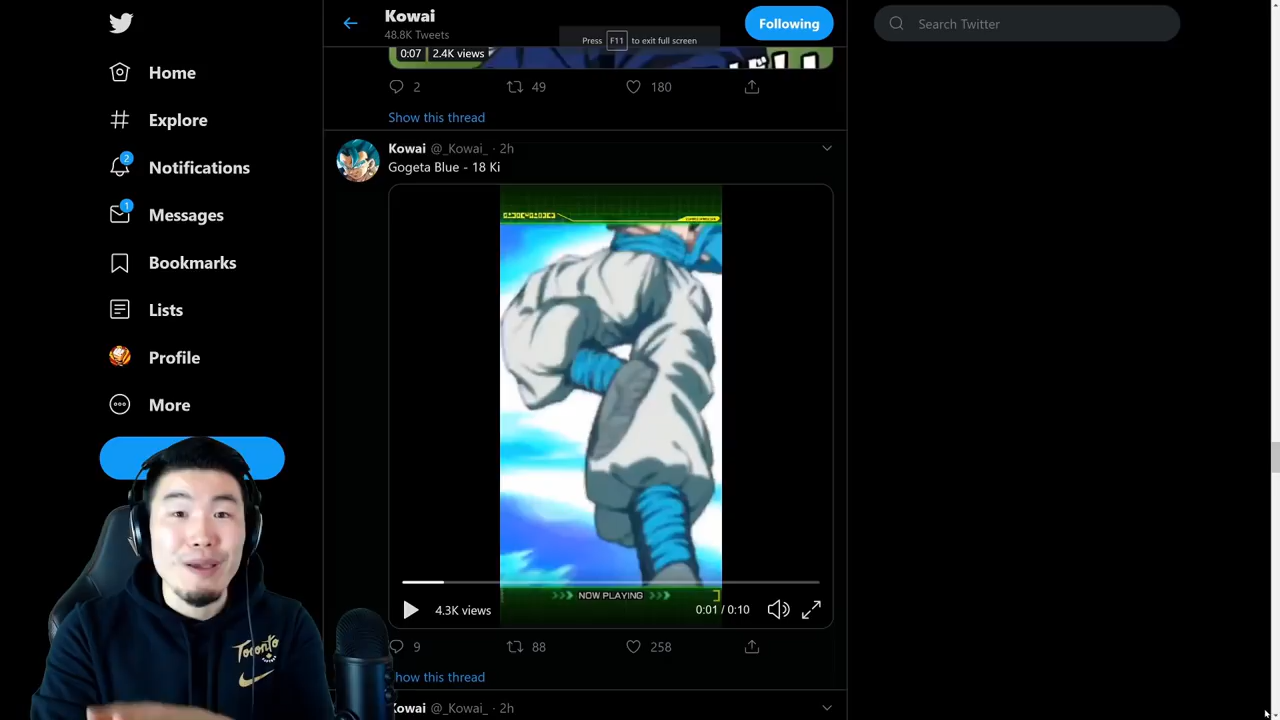 Kowai
48.8K Tweets
Following
Search Twitter
Press F11 to exit full screen
0:07 2.4K views
2 49 180
Show this thread
Home
Explore
2
Notifications
1
Messages
Bookmarks
Lists
Profile
More
Kowai @_Kowai_ · 2h
Gogeta Blue - 18 Ki
NOW PLAYING
4.3K views
0:01 / 0:10
9 88 258
how this thread
Kowai @_Kowai_ · 2h
Toronto